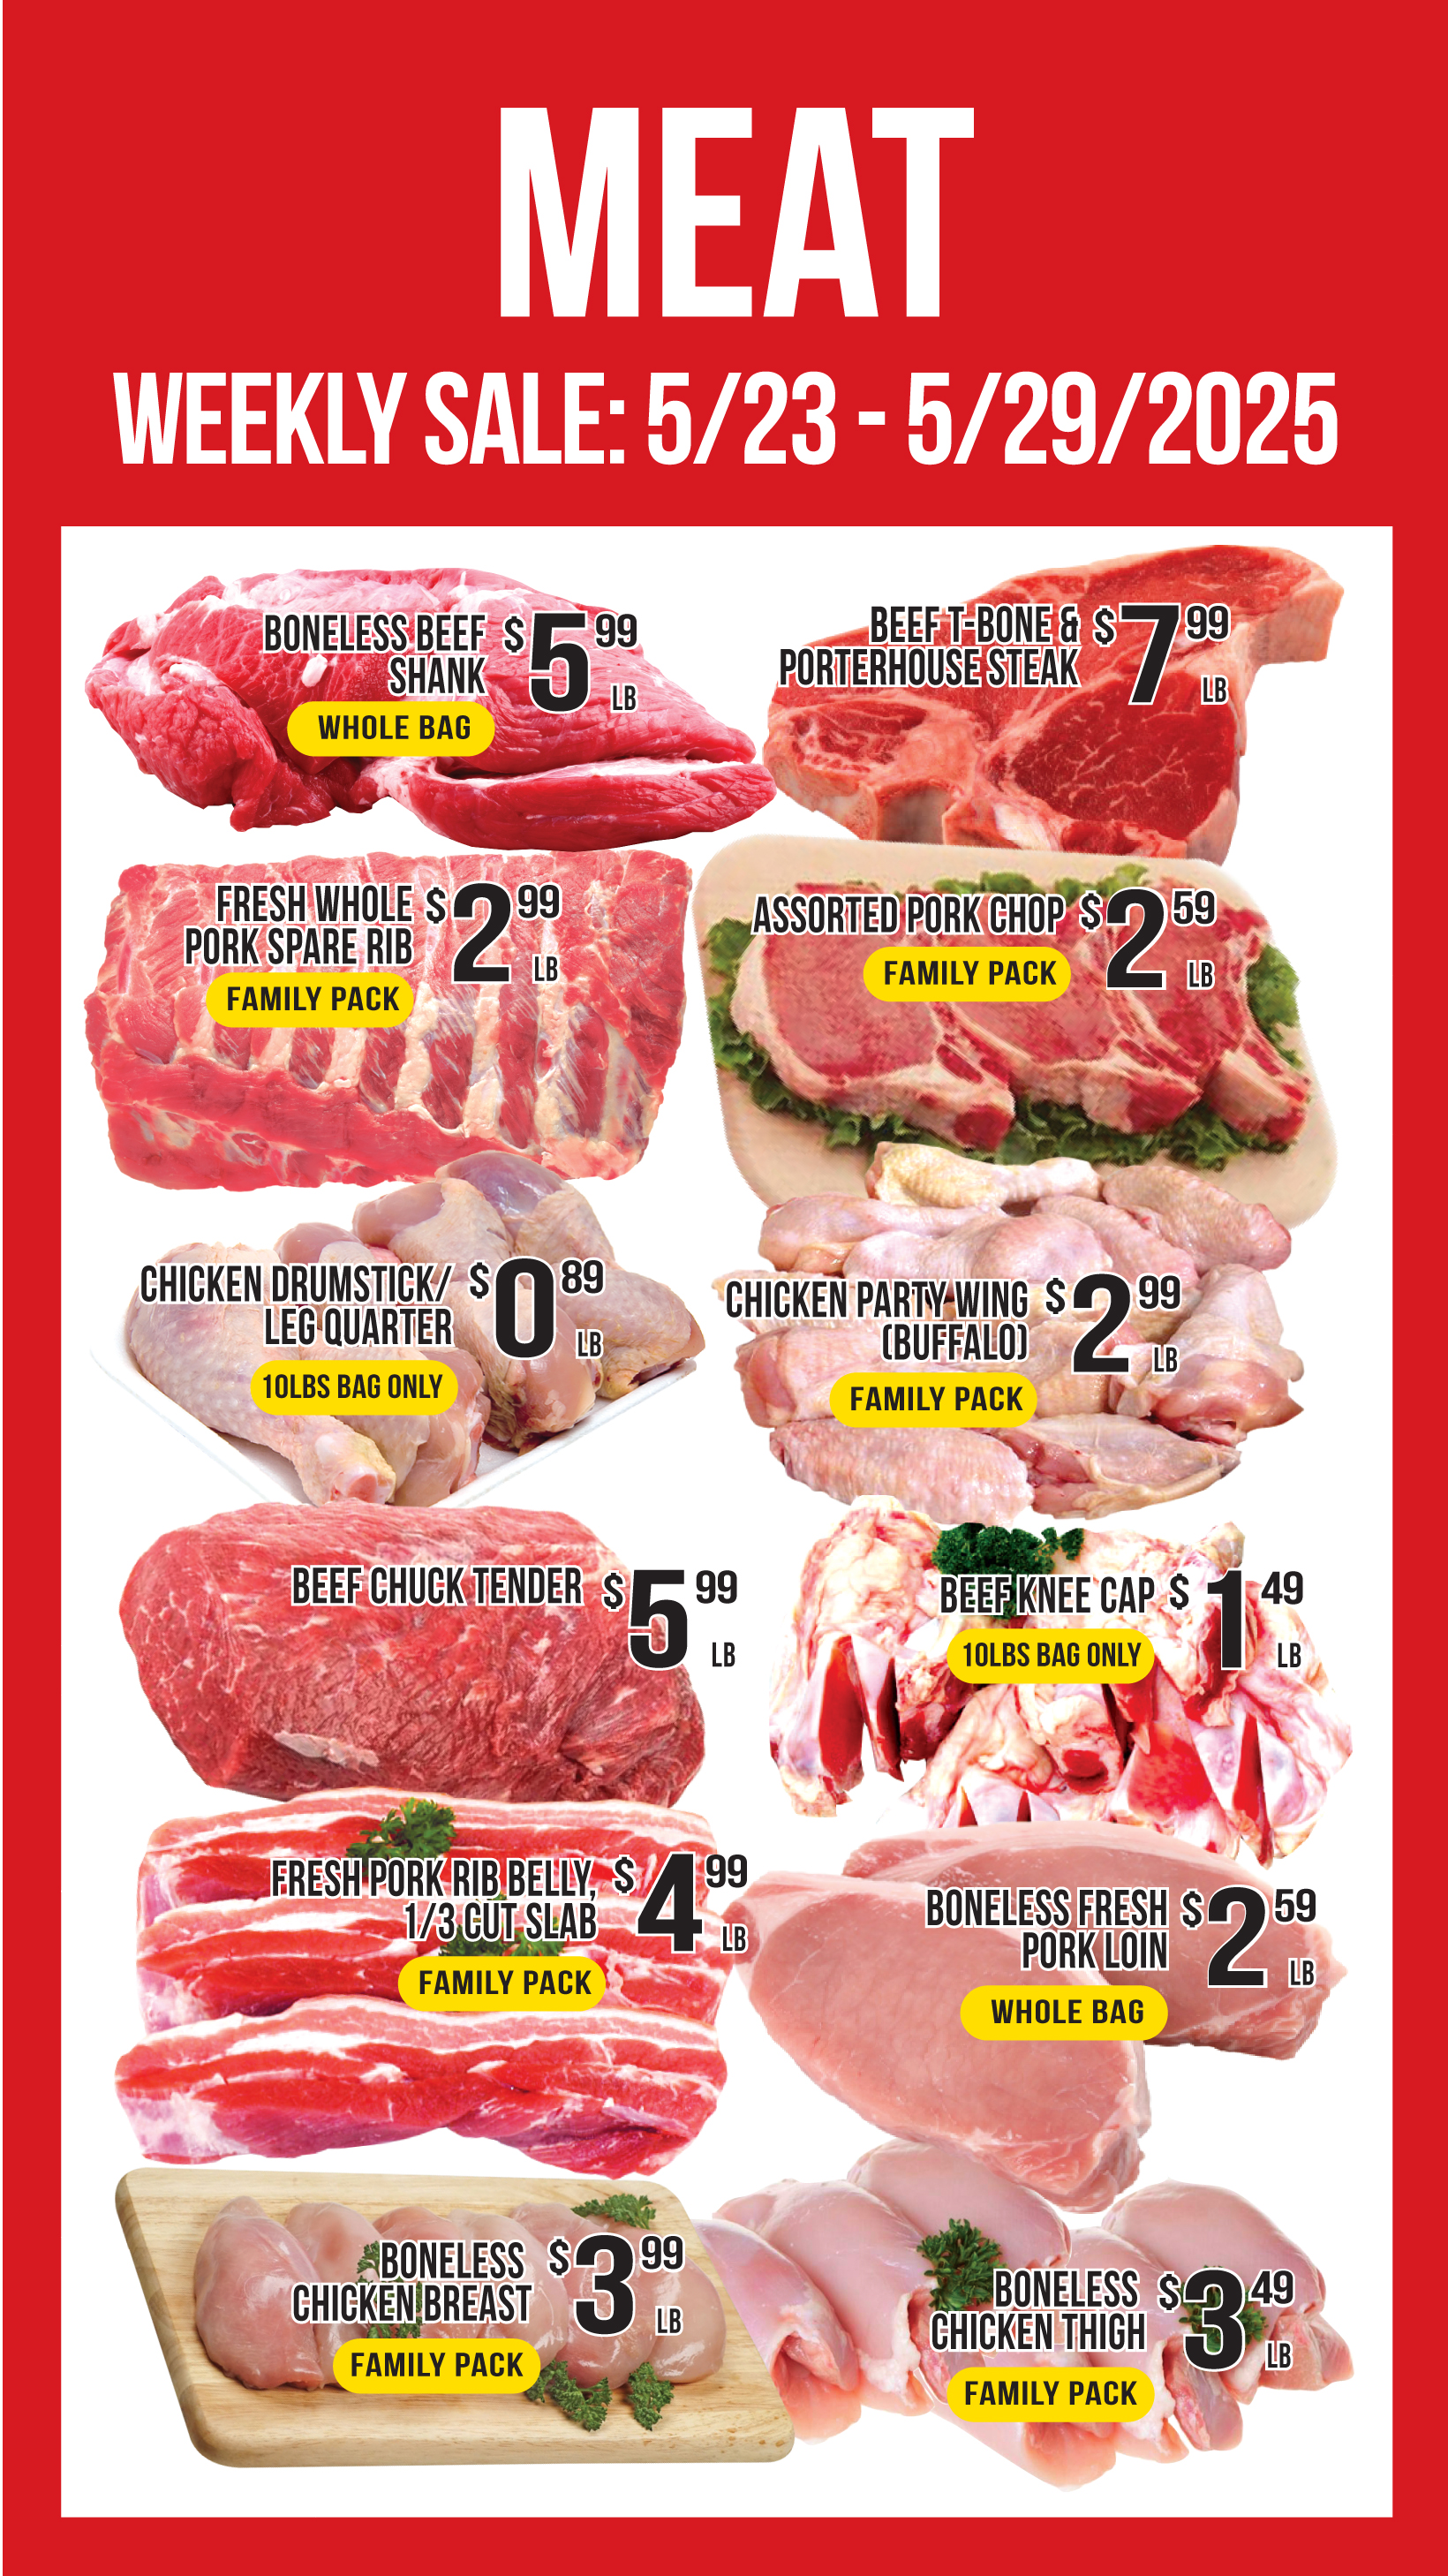 MEAT
WEEKLY SALE: 5/23 - 5/29/2025
BONELESS BEEF
SHANK
WHOLE BAG
$5 99
LB
BEEF T-BONE &
PORTERHOUSE STEAK
$7 99
LB
FRESH WHOLE
PORK SPARE RIB
FAMILY PACK
$2 99
LB
ASSORTED PORK CHOP
FAMILY PACK
$2 59
LB
CHICKEN DRUMSTICK/
LEG QUARTER
10LBS BAG ONLY
$0 89
LB
CHICKEN PARTY WING
(BUFFALO)
FAMILY PACK
$2 99
LB
BEEF CHUCK TENDER
$5 99
LB
BEEF KNEE CAP
10LBS BAG ONLY
$1 49
LB
FRESH PORK RIB BELLY,
1/3 CUT SLAB
FAMILY PACK
$4 99
LB
BONELESS FRESH
PORK LOIN
WHOLE BAG
$2 59
LB
BONELESS
CHICKEN BREAST
FAMILY PACK
$3 99
LB
BONELESS
CHICKEN THIGH
FAMILY PACK
$3 49
LB